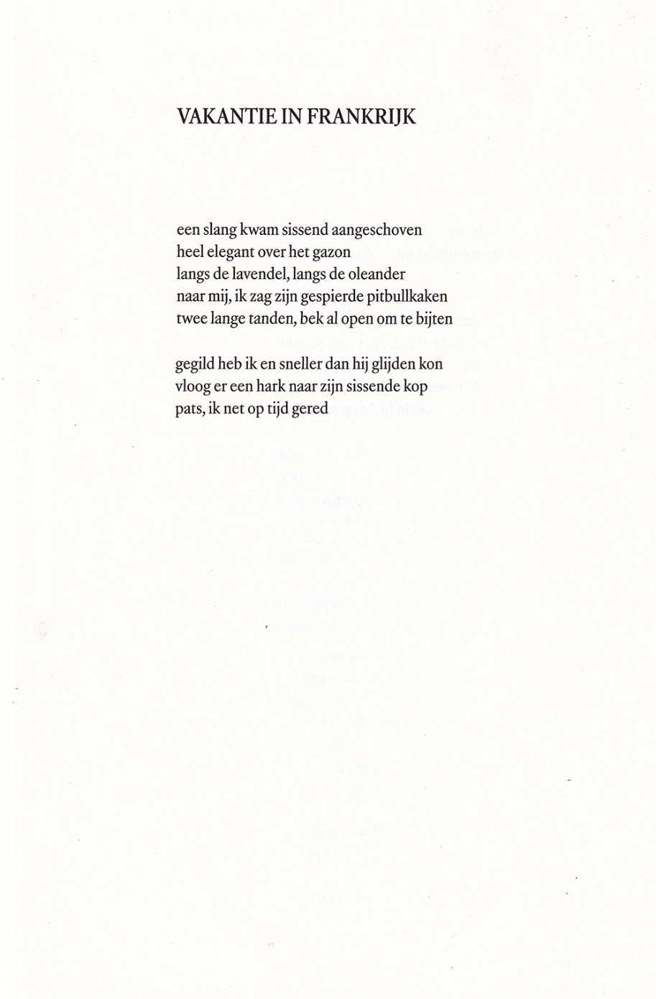 VAKANTIE IN FRANKRIJK
een slang kwam sissend aangeschoven
heel elegant over het gazon
langs de lavendel, langs de oleander
naar mij, ik zag zijn gespierde pitbullkaken
twee lange tanden, bek al open om te bijten
gegild heb ik en sneller dan hij glijden kon
vloog er een hark naar zijn sissende kop
pats, ik net op tijd gered